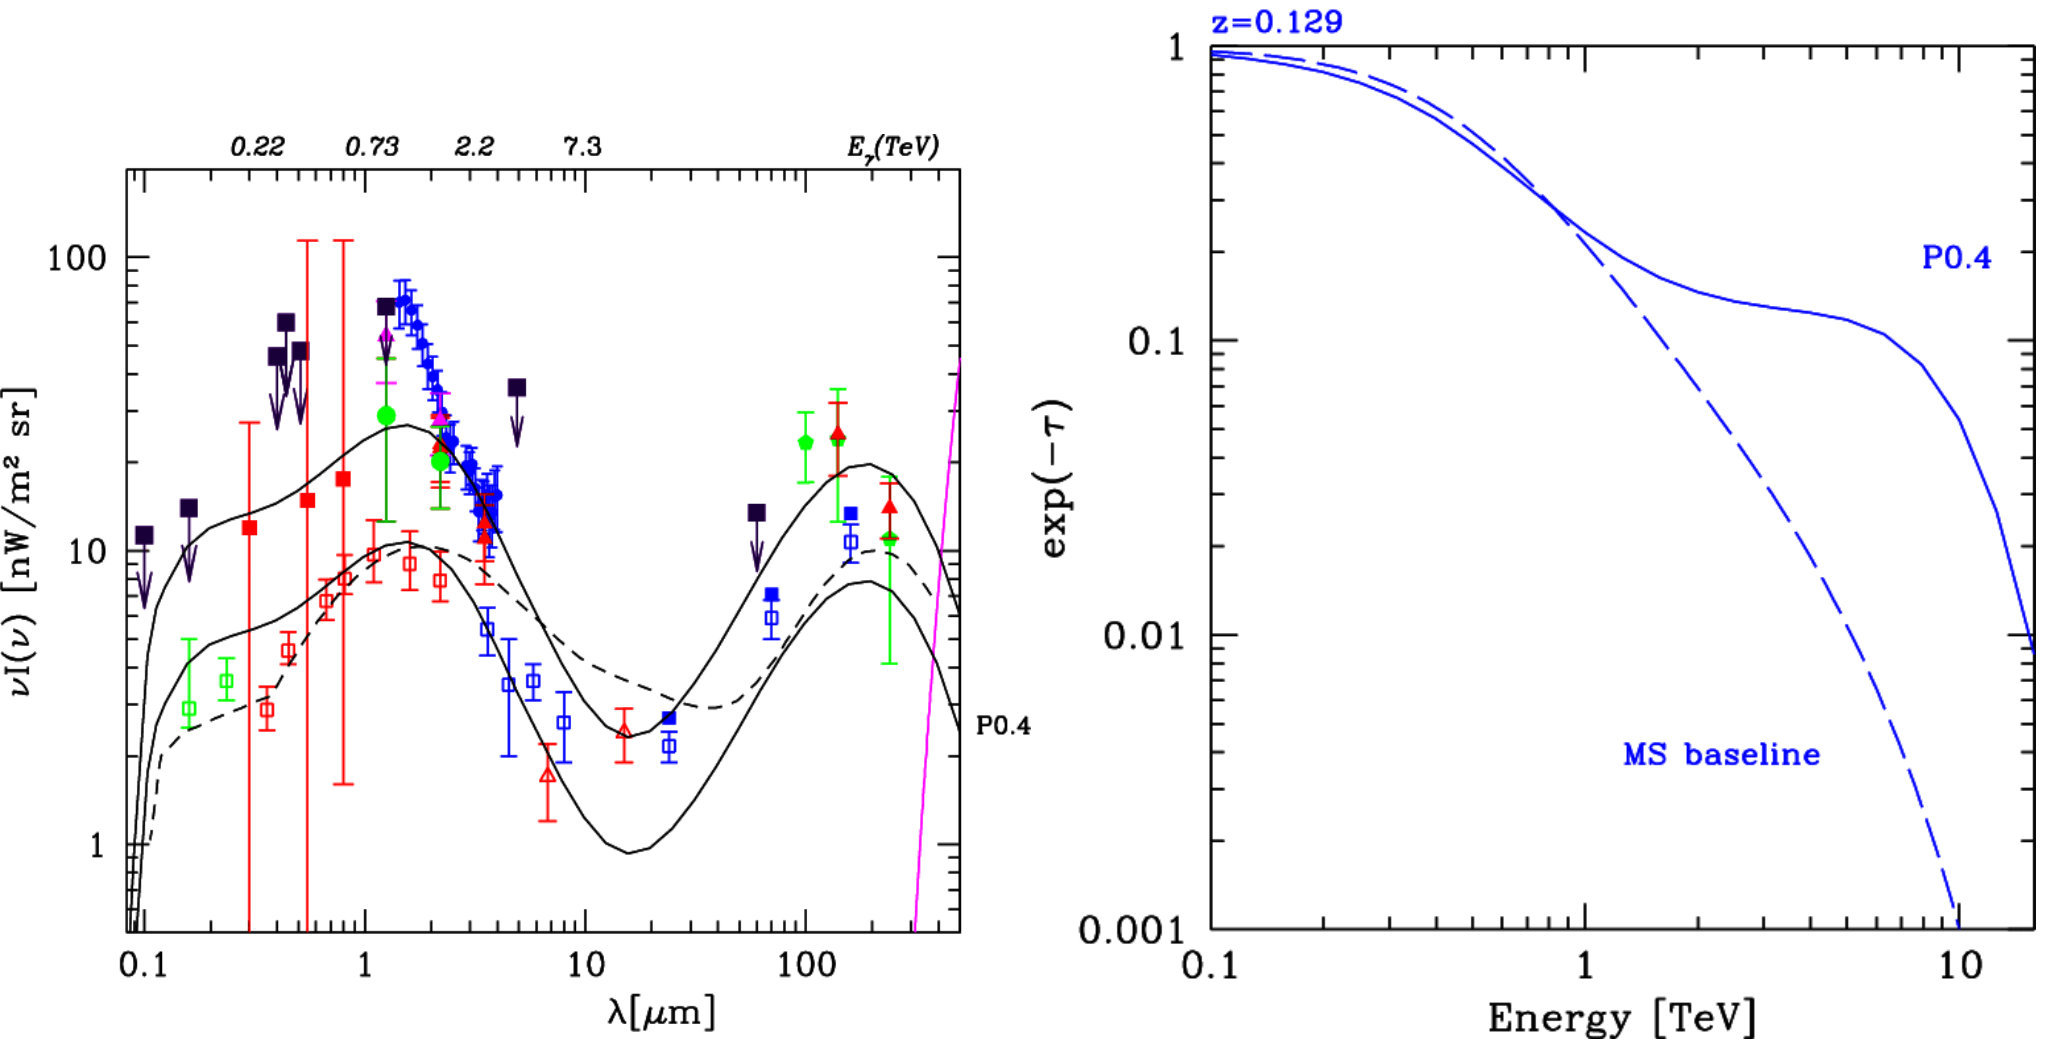 z=0.129
0.22 0.73 2.2 7.3 E_γ(TeV)
100
10
1
νI(ν) [nW/m² sr]
0.1 1 10 100
λ[μm]
P0.4
1
0.1
0.01
0.001
exp(−τ)
P0.4
MS baseline
0.1 1 10
Energy [TeV]